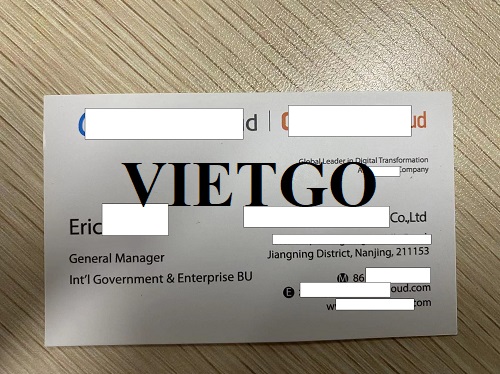 d | oud
Global Leader in Digital Transformation
A Company
VIETGO
Eric
Co.,Ltd
General Manager
Jiangning District, Nanjing, 211153
Int'l Government & Enterprise BU
M 86
E oud.com
w .com